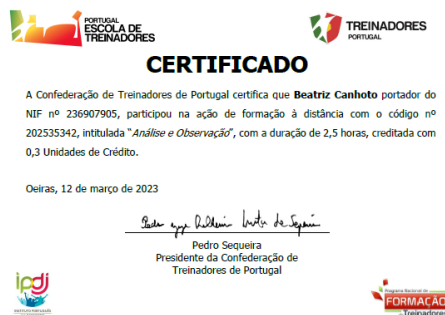 PORTUGAL
ESCOLA DE
TREINADORES
TREINADORES
PORTUGAL
CERTIFICADO
A Confederação de Treinadores de Portugal certifica que Beatriz Canhoto portador do
NIF nº 236907905, participou na ação de formação à distância com o código nº
202535342, intitulada "Análise e Observação", com a duração de 2,5 horas, creditada com
0,3 Unidades de Crédito.
Oeiras, 12 de março de 2023
Pedro Sequeira
Presidente da Confederação de
Treinadores de Portugal
ipdj
Programa Nacional de
FORMAÇÃO
Treinadores